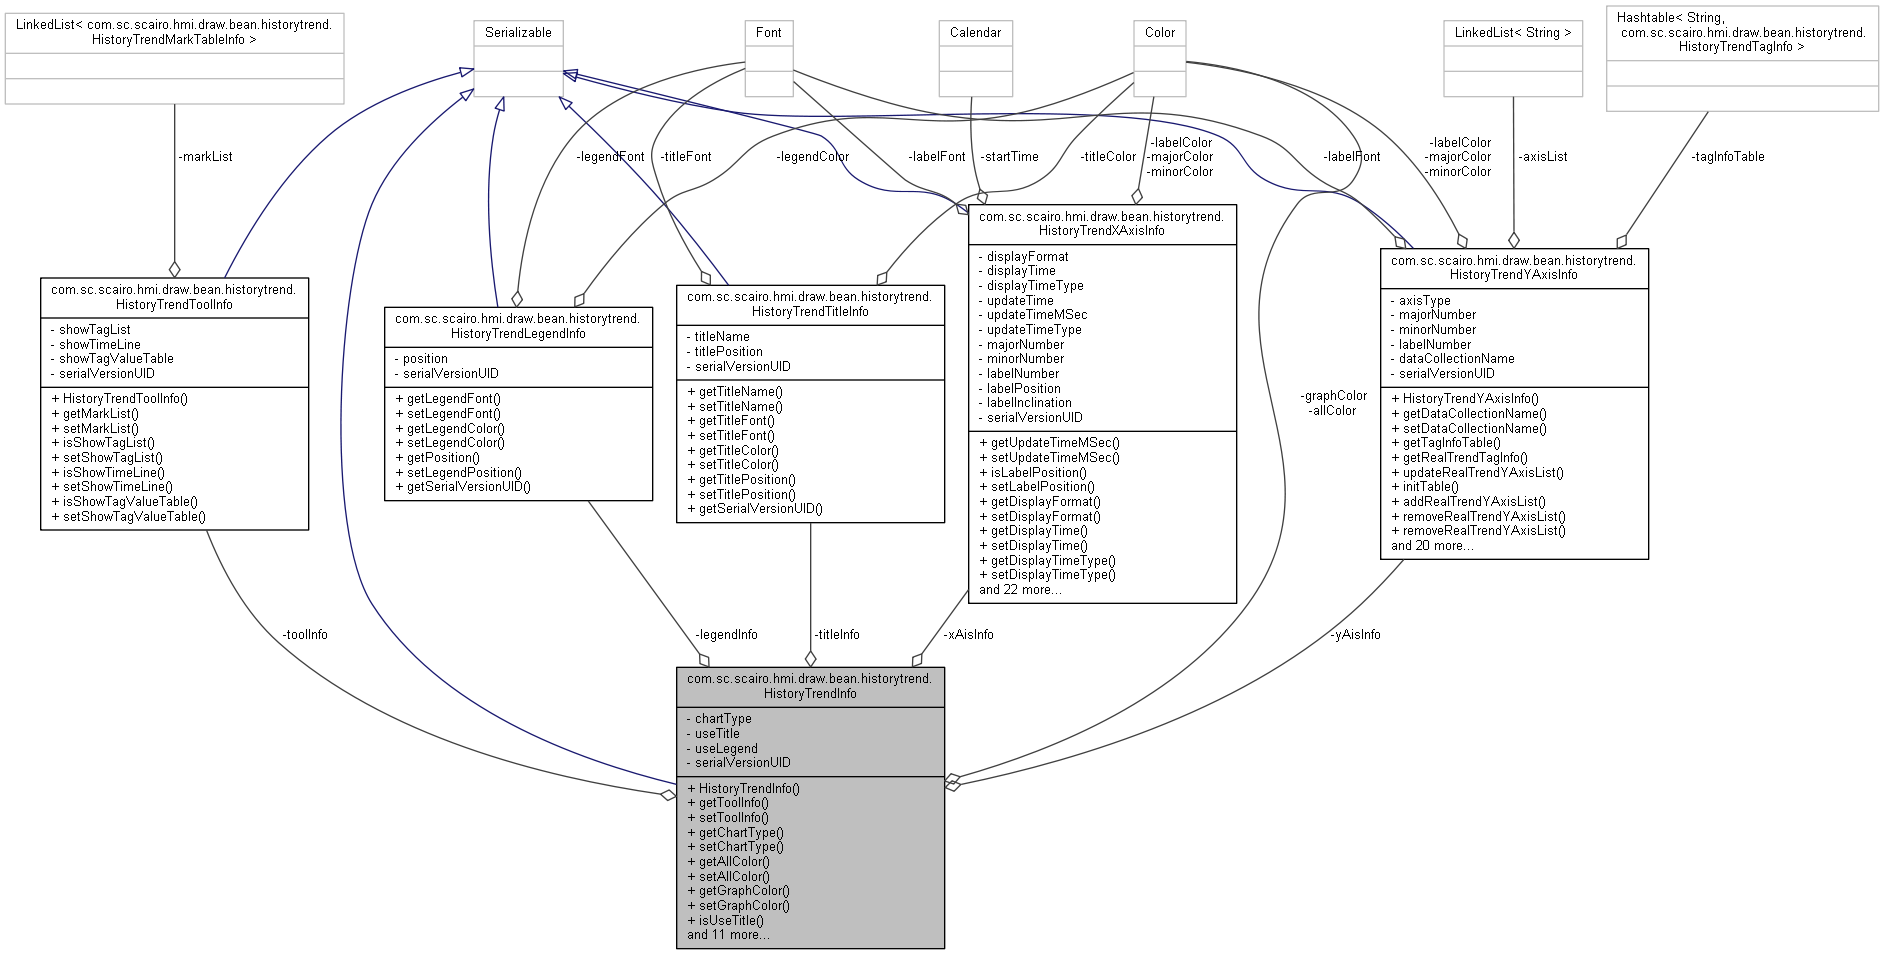 LinkedList< com.sc.scairo.hmi.draw.bean.historytrend.
HistoryTrendMarkTableInfo >
Serializable
Font
Calendar
Color
LinkedList< String >
Hashtable< String,
com.sc.scairo.hmi.draw.bean.historytrend.
HistoryTrendTagInfo >
-markList
-legendFont
-titleFont
-legendColor
-labelFont
-startTime
-titleColor
-labelColor
-majorColor
-minorColor
-labelFont
-labelColor
-majorColor
-minorColor
-axisList
-tagInfoTable
com.sc.scairo.hmi.draw.bean.historytrend.
HistoryTrendToolInfo
- showTagList
- showTimeLine
- showTagValueTable
- serialVersionUID
+ HistoryTrendToolInfo()
+ getMarkList()
+ setMarkList()
+ isShowTagList()
+ setShowTagList()
+ isShowTimeLine()
+ setShowTimeLine()
+ isShowTagValueTable()
+ setShowTagValueTable()
com.sc.scairo.hmi.draw.bean.historytrend.
HistoryTrendLegendInfo
- position
- serialVersionUID
+ getLegendFont()
+ setLegendFont()
+ getLegendColor()
+ setLegendColor()
+ getPosition()
+ setLegendPosition()
+ getSerialVersionUID()
com.sc.scairo.hmi.draw.bean.historytrend.
HistoryTrendTitleInfo
- titleName
- titlePosition
- serialVersionUID
+ getTitleName()
+ setTitleName()
+ getTitleFont()
+ setTitleFont()
+ getTitleColor()
+ setTitleColor()
+ getTitlePosition()
+ setTitlePosition()
+ getSerialVersionUID()
com.sc.scairo.hmi.draw.bean.historytrend.
HistoryTrendXAxisInfo
- displayFormat
- displayTime
- displayTimeType
- updateTime
- updateTimeMSec
- updateTimeType
- majorNumber
- minorNumber
- labelNumber
- labelPosition
- labelInclination
- serialVersionUID
+ getUpdateTimeMSec()
+ setUpdateTimeMSec()
+ isLabelPosition()
+ setLabelPosition()
+ getDisplayFormat()
+ setDisplayFormat()
+ getDisplayTime()
+ setDisplayTime()
+ getDisplayTimeType()
+ setDisplayTimeType()
and 22 more...
com.sc.scairo.hmi.draw.bean.historytrend.
HistoryTrendYAxisInfo
- axisType
- majorNumber
- minorNumber
- labelNumber
- dataCollectionName
- serialVersionUID
+ HistoryTrendYAxisInfo()
+ getDataCollectionName()
+ setDataCollectionName()
+ getTagInfoTable()
+ getRealTrendTagInfo()
+ updateRealTrendYAxisList()
+ initTable()
+ addRealTrendYAxisList()
+ removeRealTrendYAxisList()
+ removeRealTrendYAxisList()
and 20 more...
-graphColor
-allColor
-toolInfo
-legendInfo
-titleInfo
-xAisInfo
-yAisInfo
com.sc.scairo.hmi.draw.bean.historytrend.
HistoryTrendInfo
- chartType
- useTitle
- useLegend
- serialVersionUID
+ HistoryTrendInfo()
+ getToolInfo()
+ setToolInfo()
+ getChartType()
+ setChartType()
+ getAllColor()
+ setAllColor()
+ getGraphColor()
+ setGraphColor()
+ isUseTitle()
and 11 more...